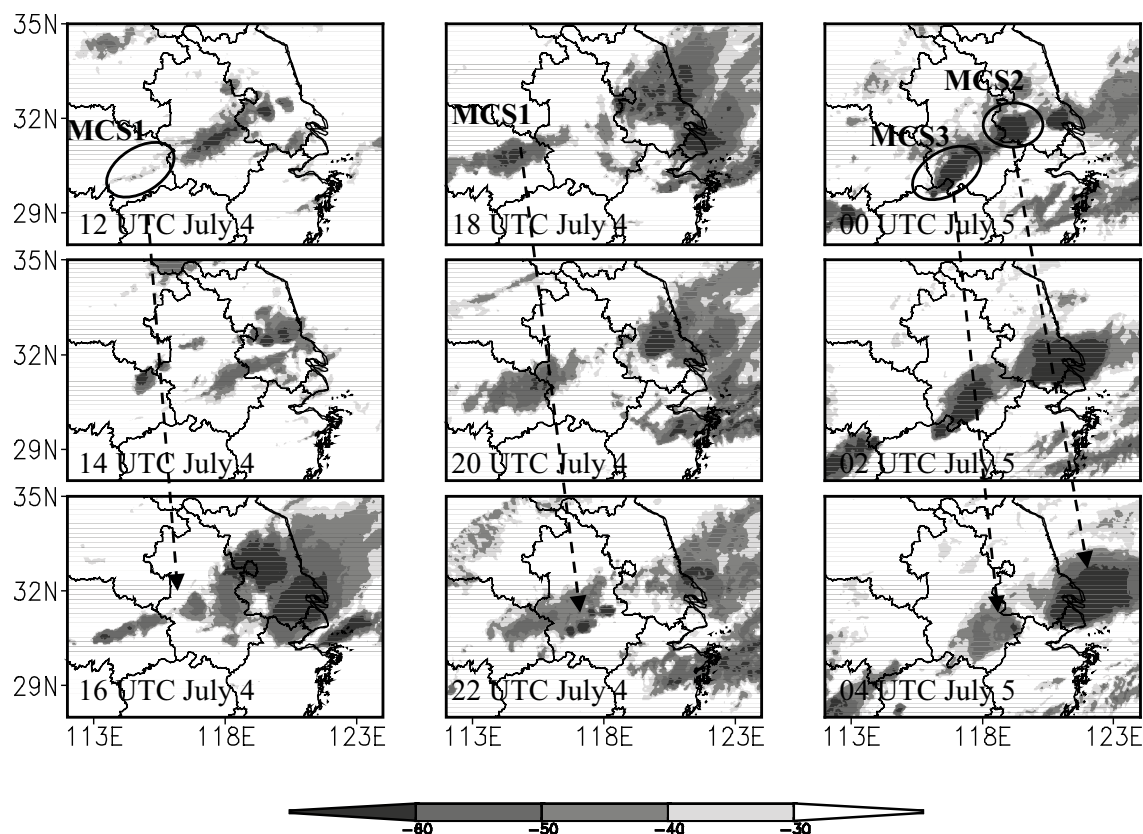 35N
32N
29N
MCS1
12 UTC July 4
MCS1
18 UTC July 4
MCS2
MCS3
00 UTC July 5
35N
32N
29N
14 UTC July 4
20 UTC July 4
02 UTC July 5
35N
32N
29N
16 UTC July 4
22 UTC July 4
04 UTC July 5
113E 118E 123E
113E 118E 123E
113E 118E 123E
-60 -50 -40 -30